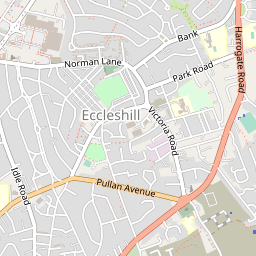 Bank
Norman Lane
Harrogate Road
Park Road
Eccleshill
Victoria Road
Idle Road
Pullan Avenue